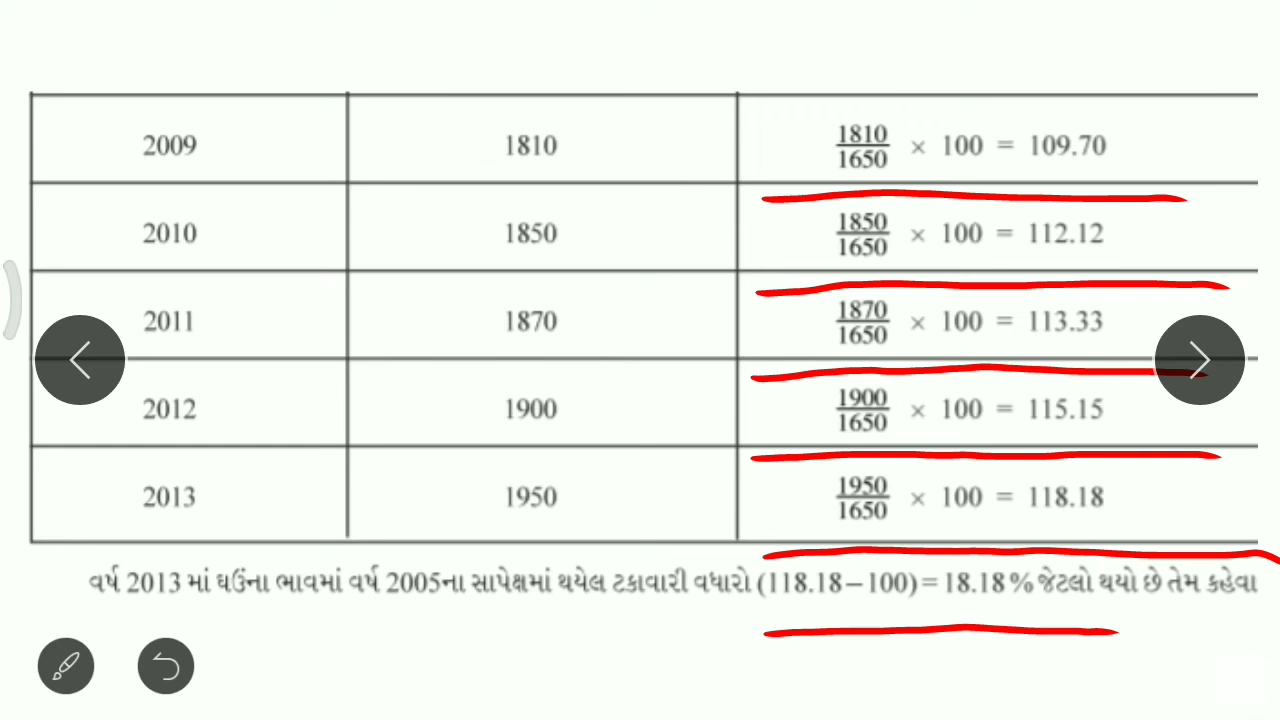 2009 1810 1810/1650 × 100 = 109.70
2010 1850 1850/1650 × 100 = 112.12
2011 1870 1870/1650 × 100 = 113.33
2012 1900 1900/1650 × 100 = 115.15
2013 1950 1950/1650 × 100 = 118.18
વર્ષ 2013 માં ઘઉંના ભાવમાં વર્ષ 2005ના સાપેક્ષમાં થયેલ ટકાવારી વધારો (118.18 – 100) = 18.18 % જેટલો થયો છે તેમ કહેવા